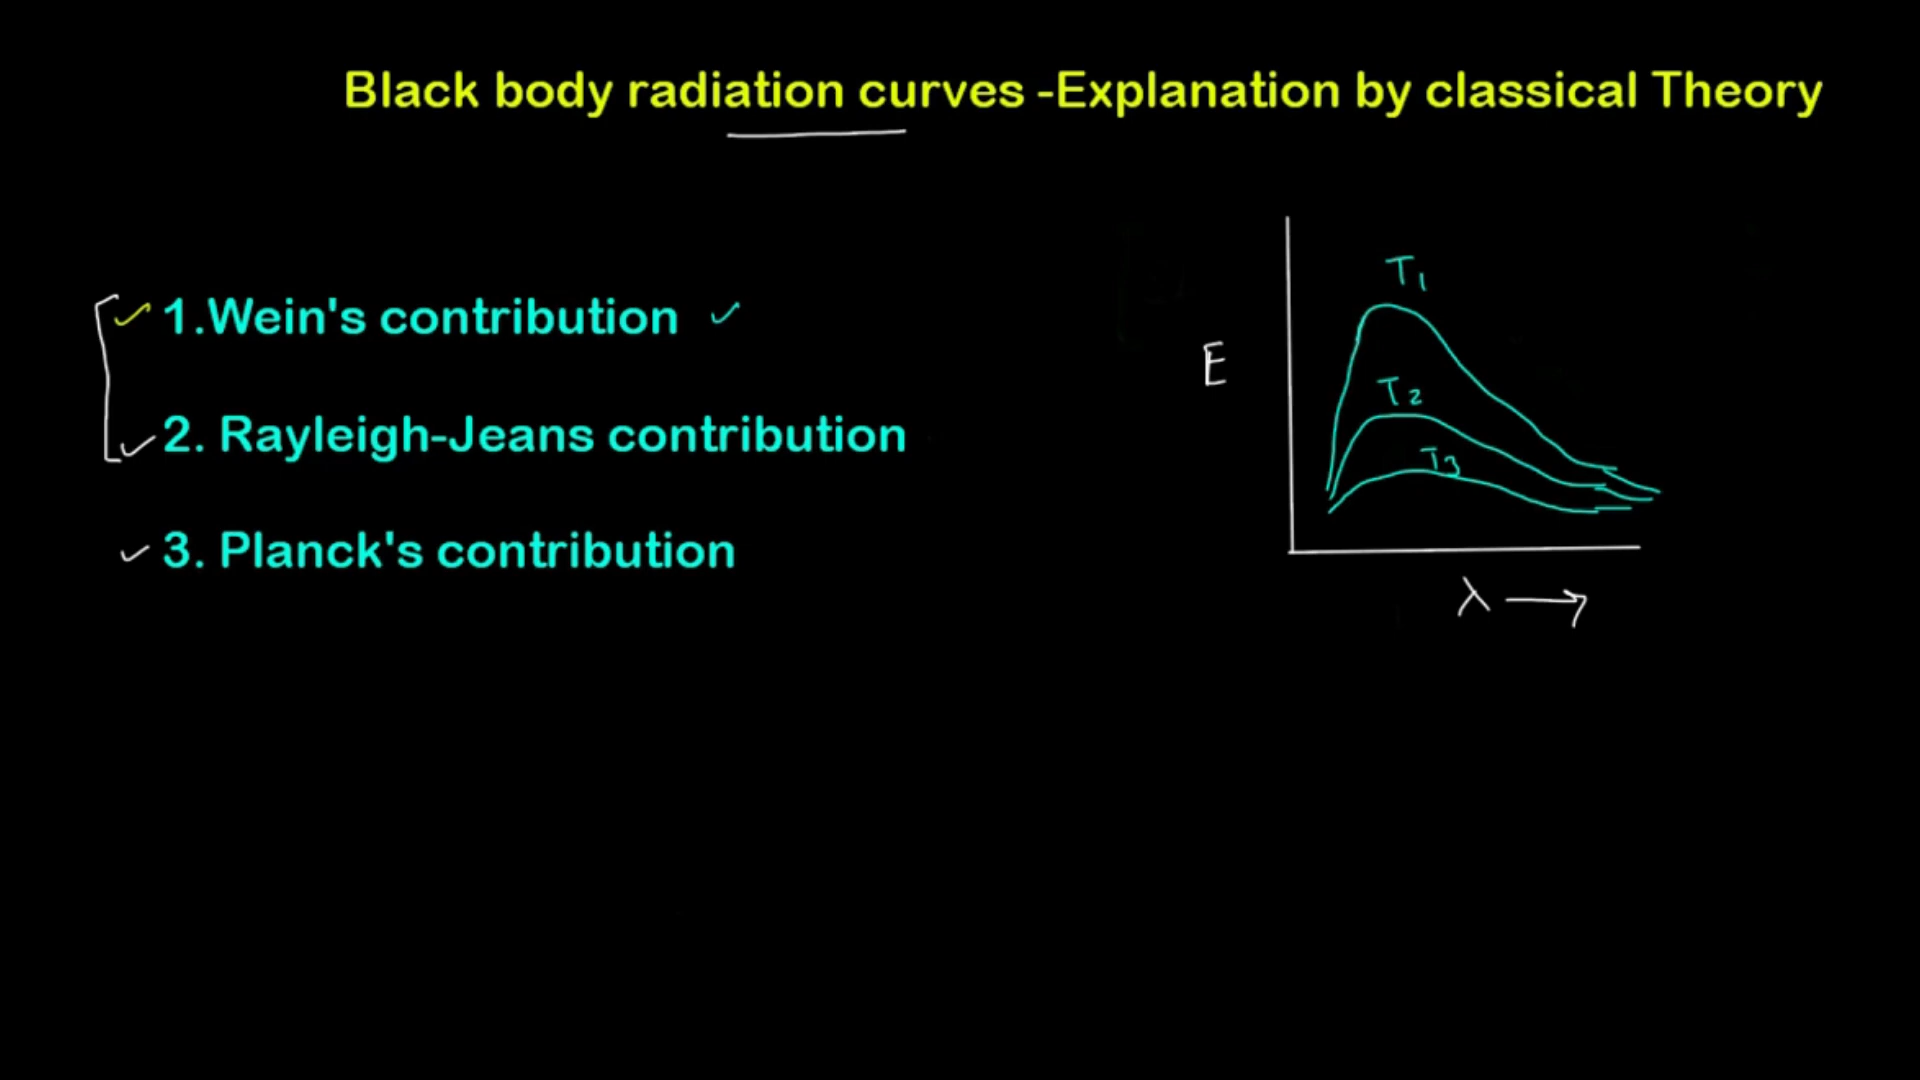 Black body radiation curves -Explanation by classical Theory
1.Wein's contribution
2. Rayleigh-Jeans contribution
3. Planck's contribution
T1
E
T2
T3
λ